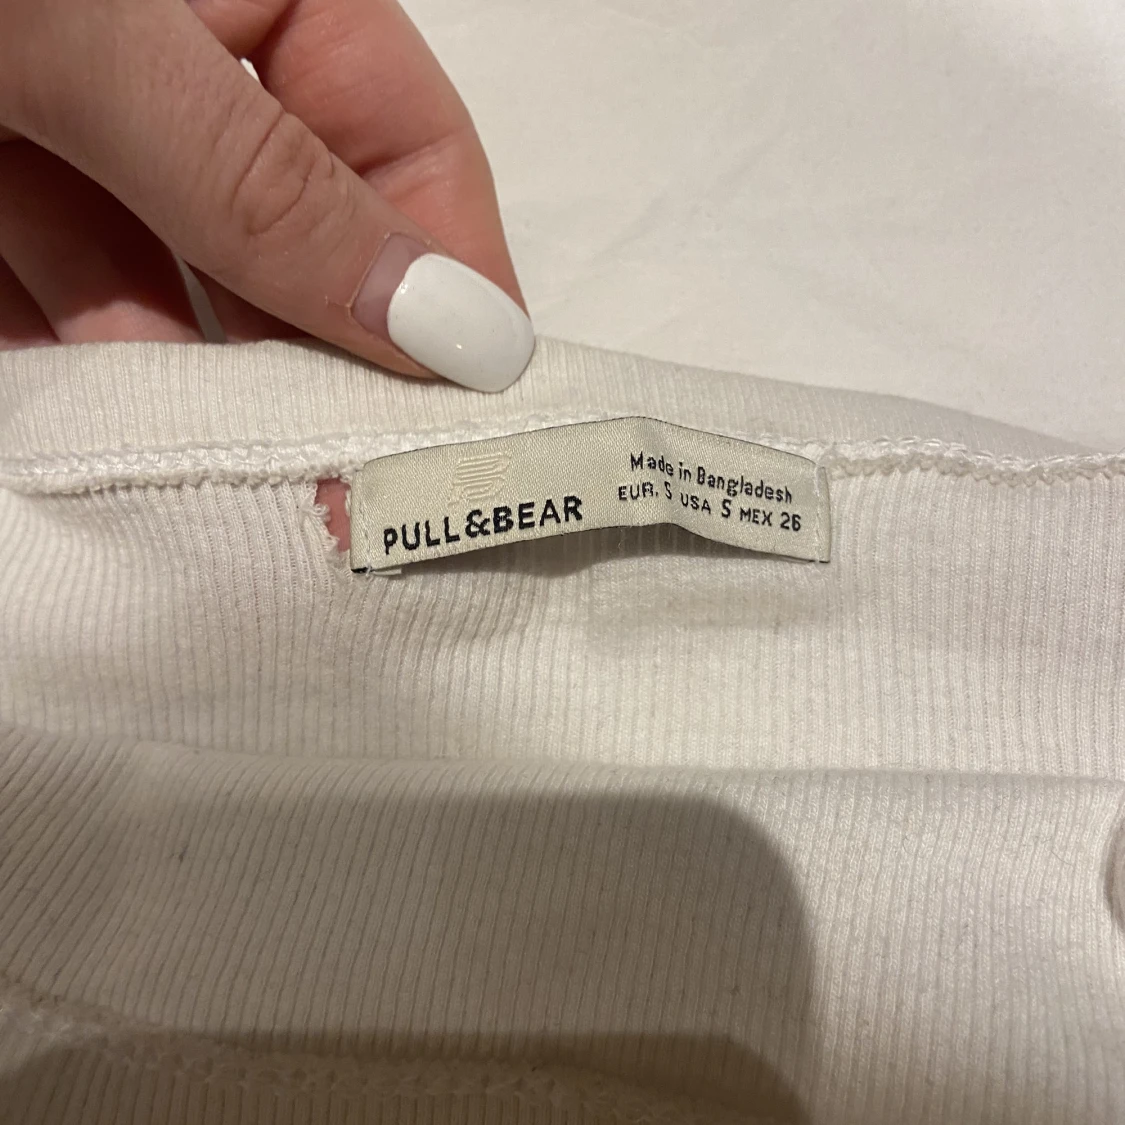 PULL&BEAR
Made in Bangladesh
EUR. S USA S MEX 26